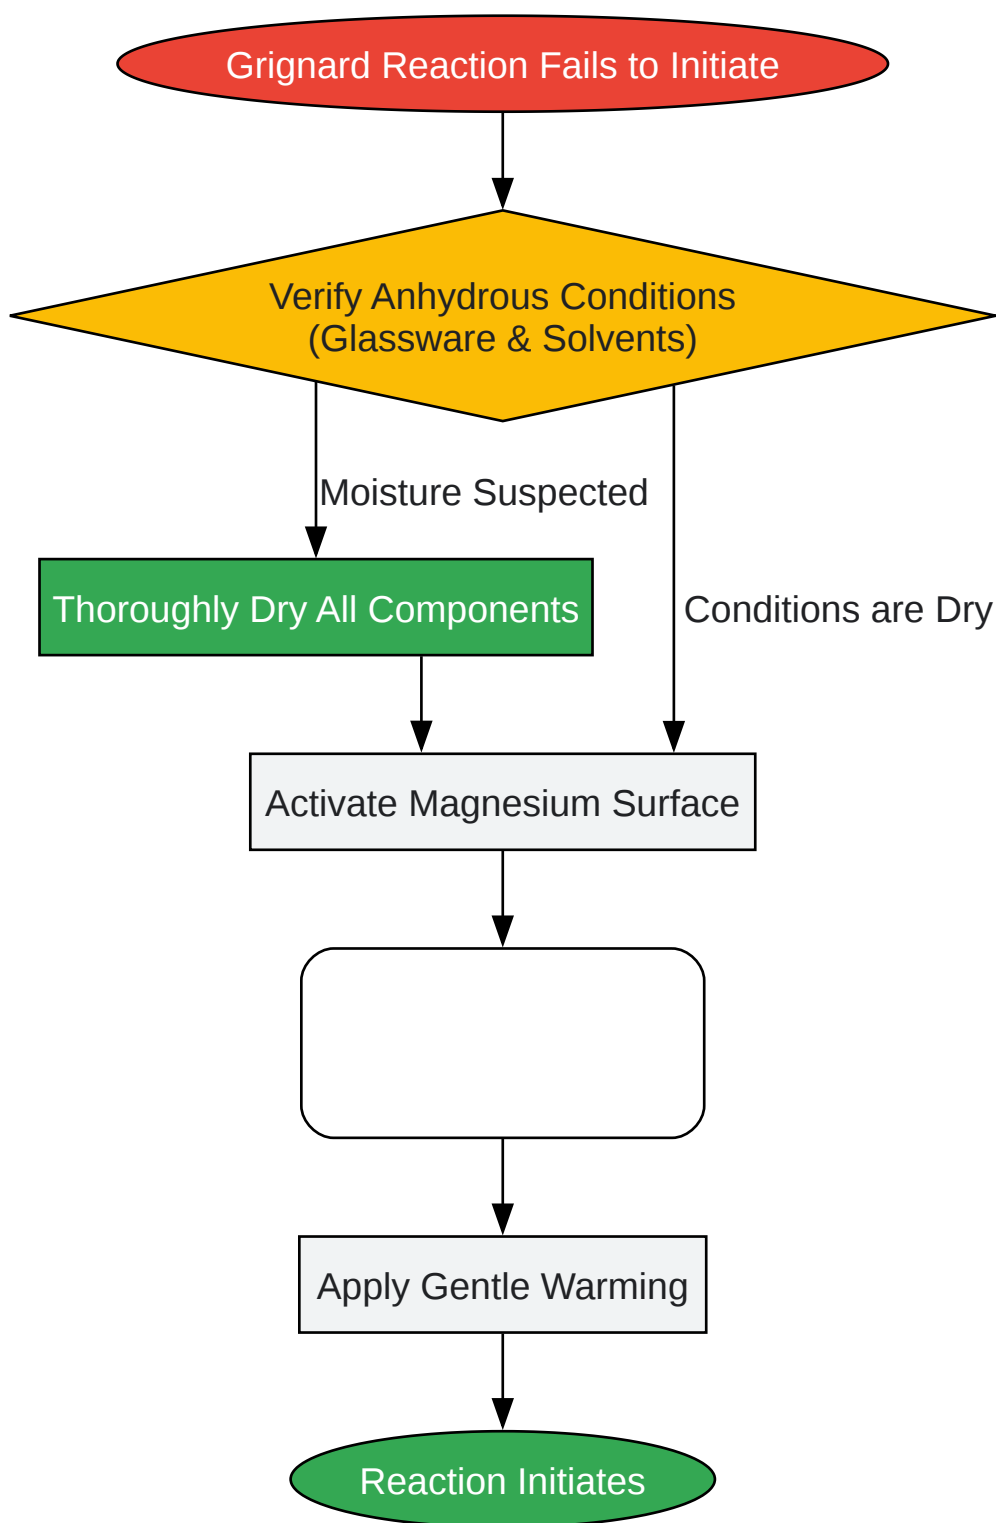 Grignard Reaction Fails to Initiate
Verify Anhydrous Conditions
(Glassware & Solvents)
Moisture Suspected
Thoroughly Dry All Components
Conditions are Dry
Activate Magnesium Surface
Apply Gentle Warming
Reaction Initiates